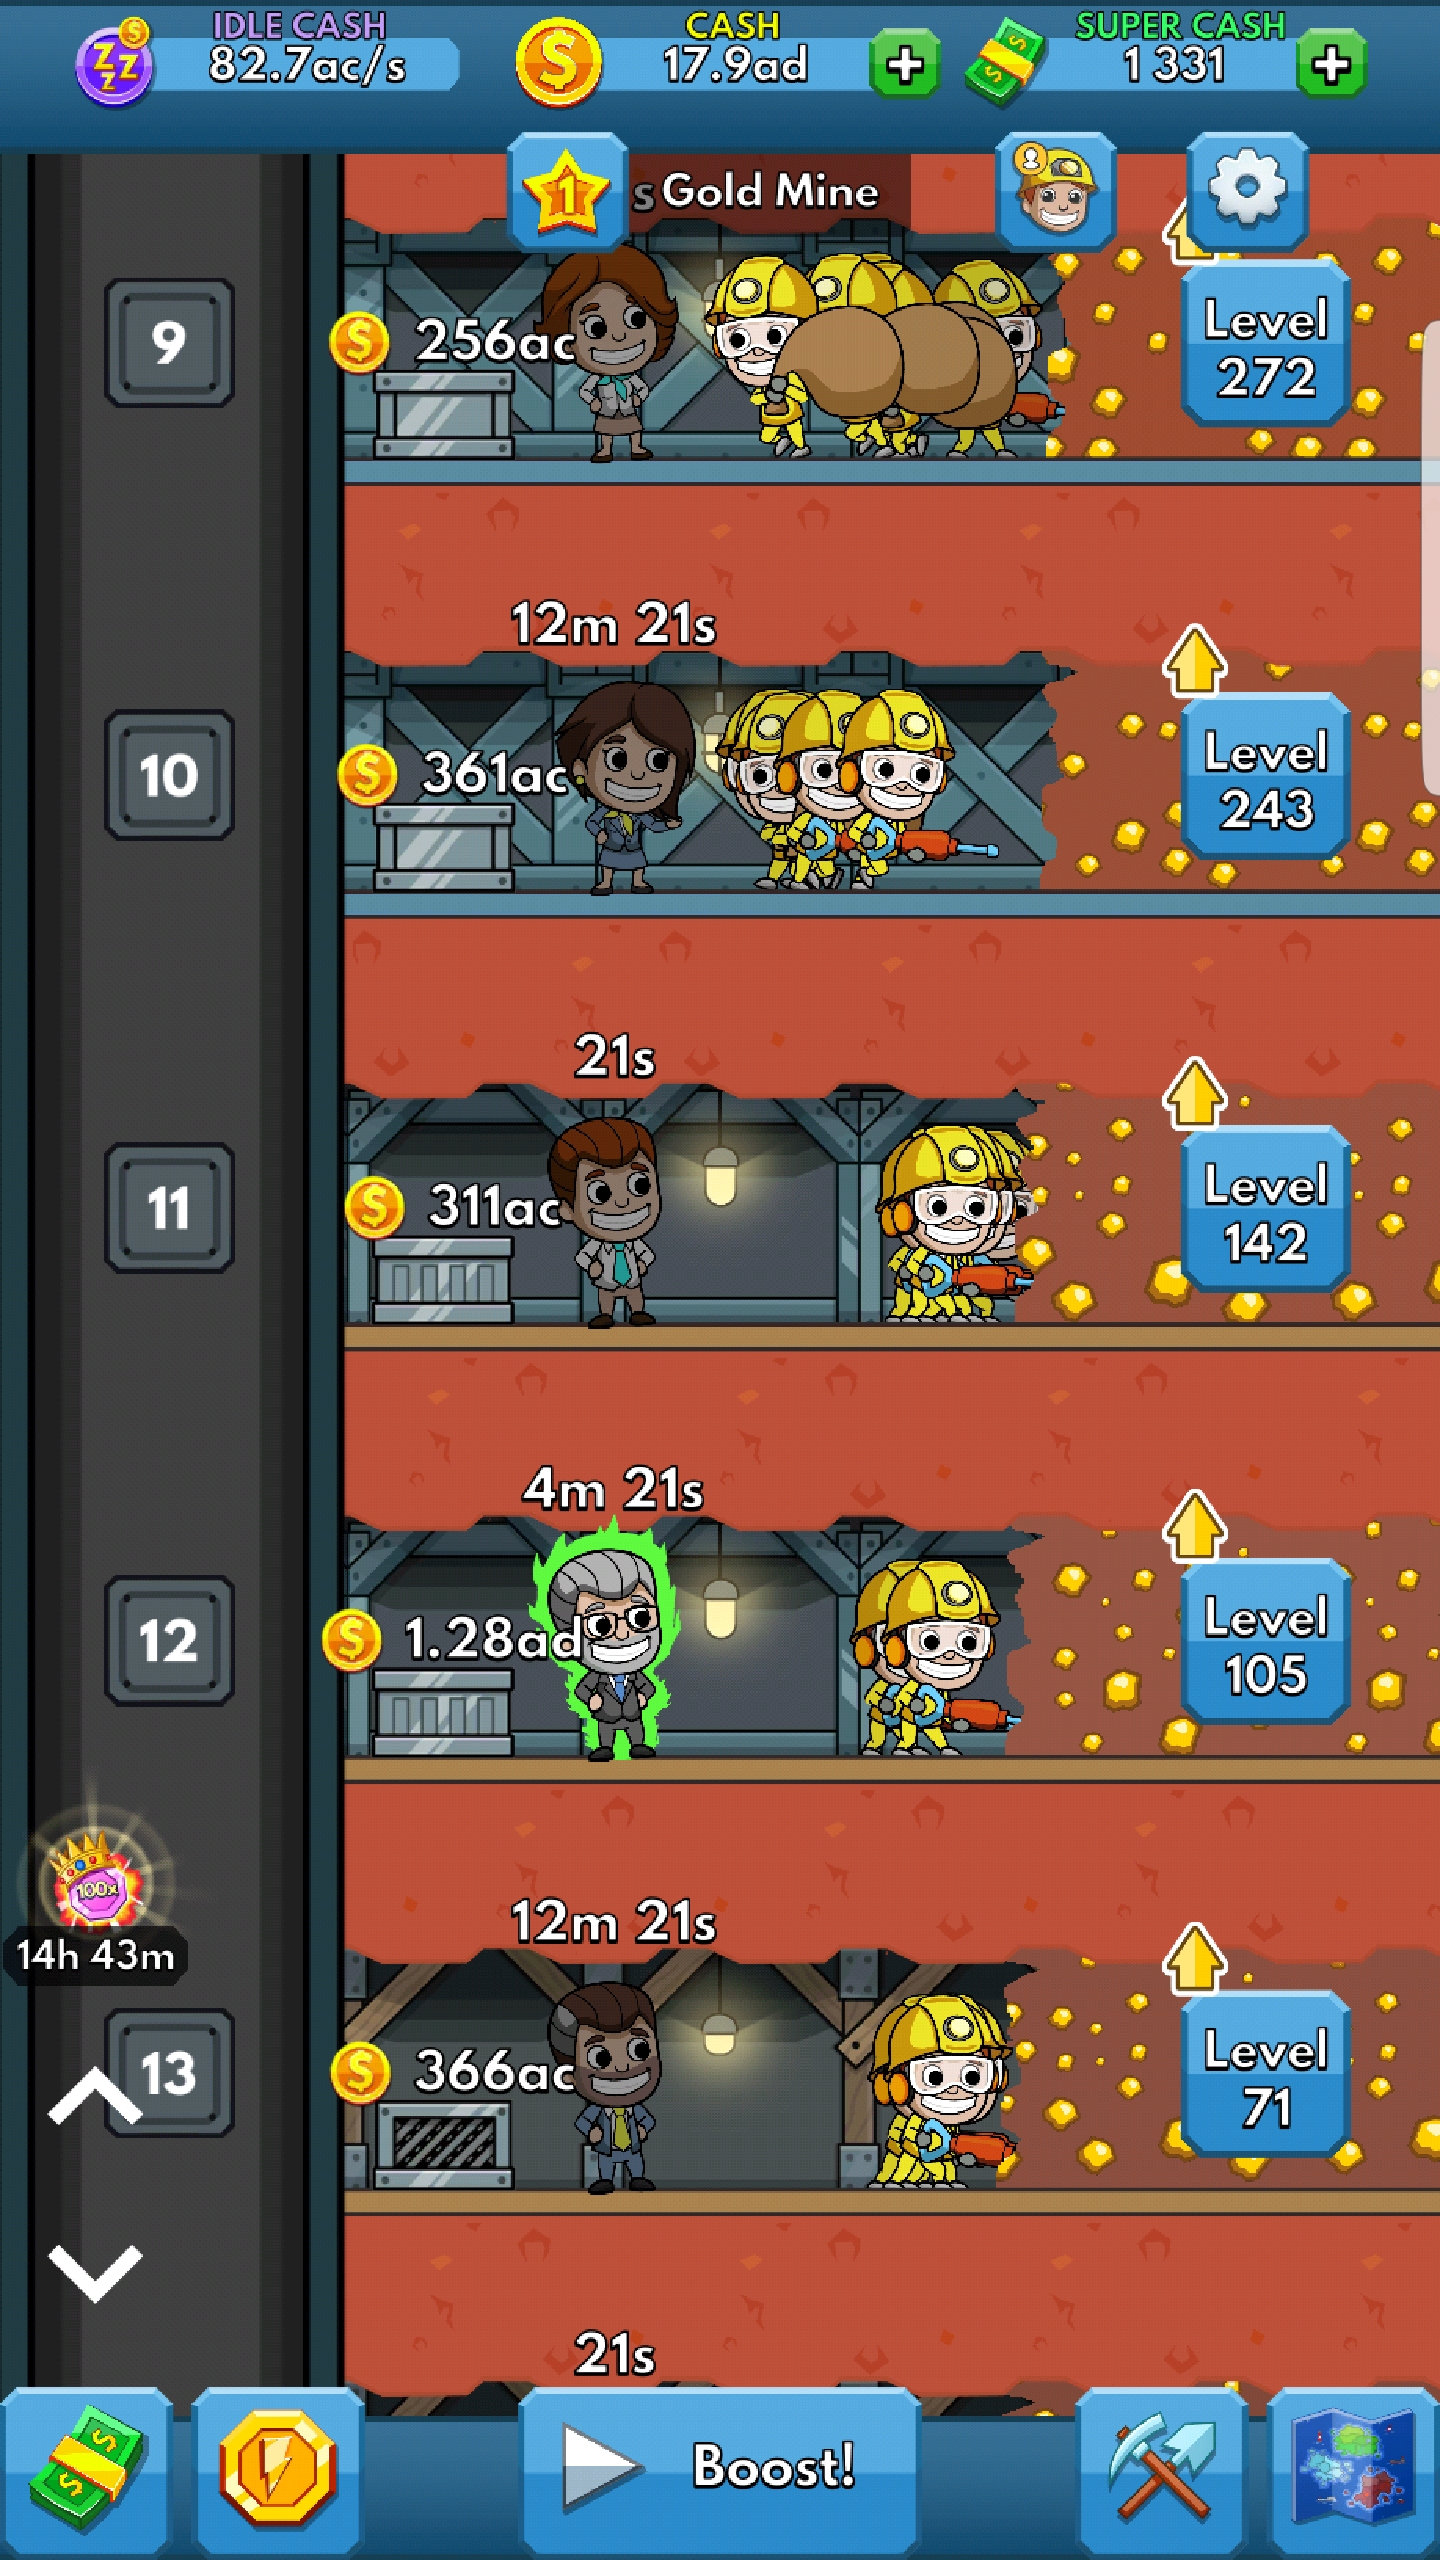 IDLE CASH
82.7ac/s
CASH
17.9ad
SUPER CASH
1 331
1
s Gold Mine
9
256ac
Level
272
12m 21s
10
361ac
Level
243
21s
11
311ac
Level
142
4m 21s
12
1.28ad
Level
105
100x
14h 43m
12m 21s
13
366ac
Level
71
21s
Boost!